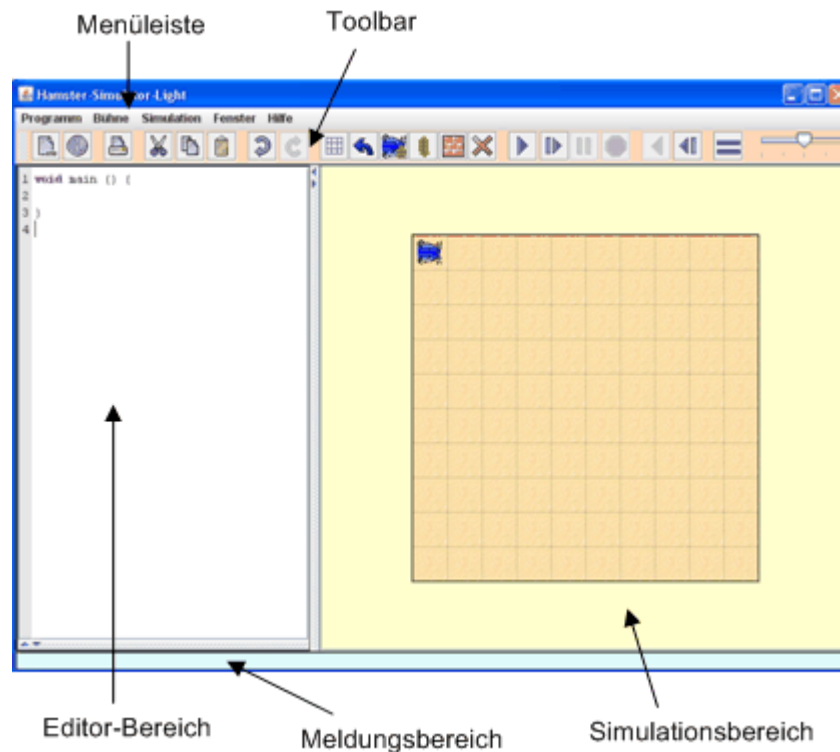 Menüleiste
Toolbar
Hamster-Simulator-Light
Programm Bühne Simulation Fenster Hilfe
1 void main () {
2
3 }
4
Editor-Bereich
Meldungsbereich
Simulationsbereich